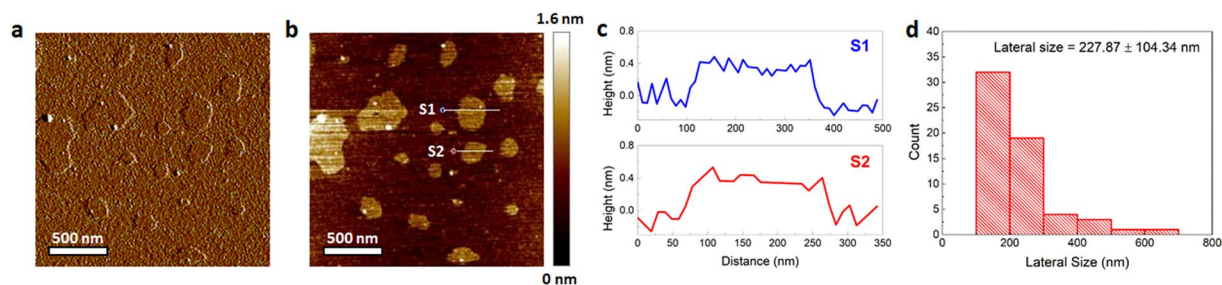 a
500 nm
b
1.6 nm
S1
S2
500 nm
0 nm
c
S1
Height (nm)
0.8
0.4
0.0
0 100 200 300 400 500
S2
Height (nm)
0.8
0.4
0.0
0 50 100 150 200 250 300 350
Distance (nm)
d
Lateral size = 227.87 ± 104.34 nm
Count
40
35
30
25
20
15
10
5
0
0 200 400 600 800
Lateral Size (nm)